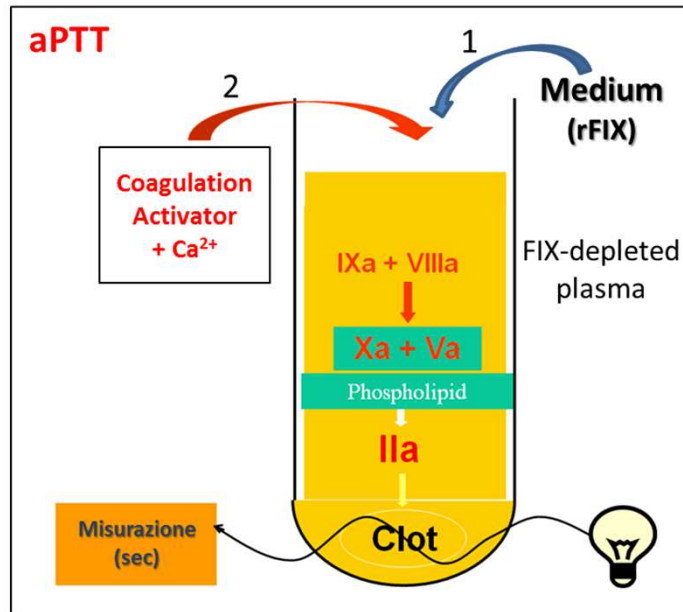 aPTT
1
2
Medium
(rFIX)
Coagulation
Activator
+ Ca²⁺
FIX-depleted
plasma
IXa + VIIIa
Xa + Va
Phospholipid
IIa
Clot
Misurazione
(sec)